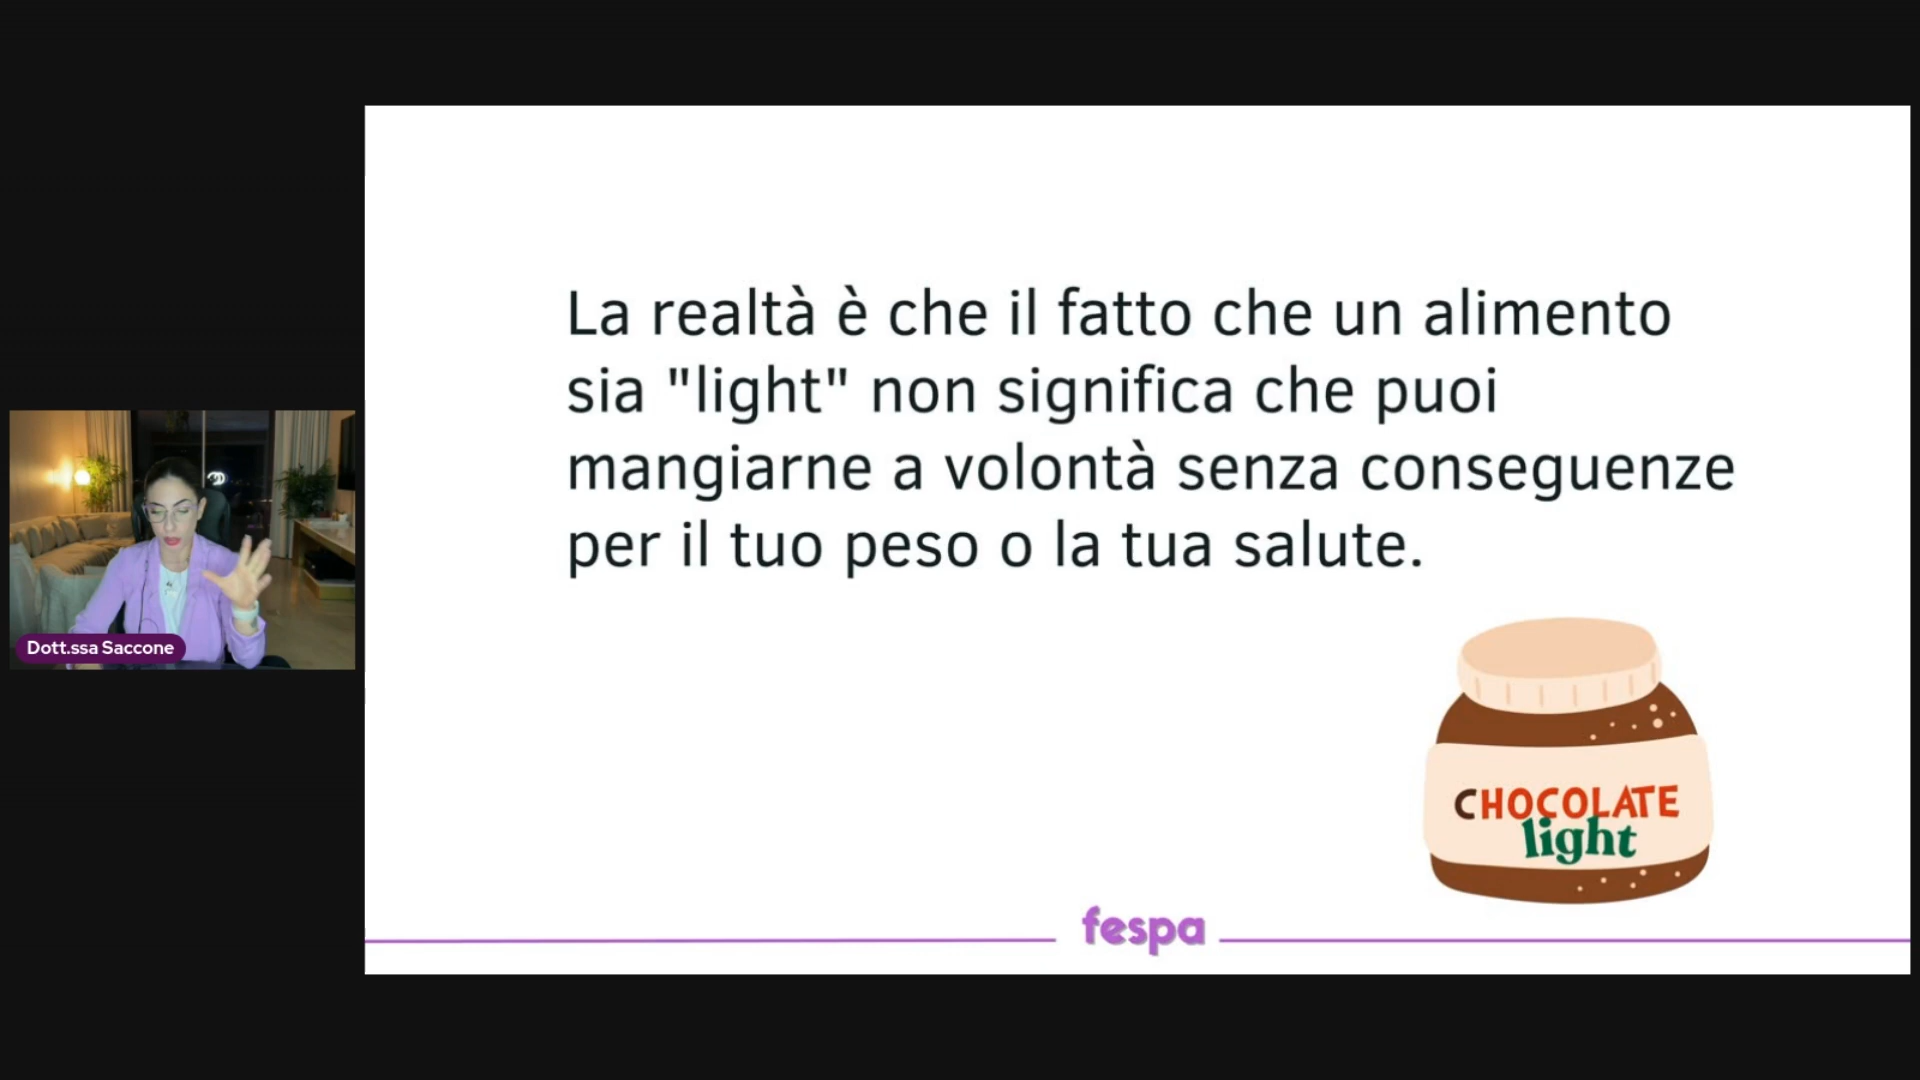 La realtà è che il fatto che un alimento
sia "light" non significa che puoi
mangiarne a volontà senza conseguenze
per il tuo peso o la tua salute.
Dott.ssa Saccone
CHOCOLATE
light
fespa